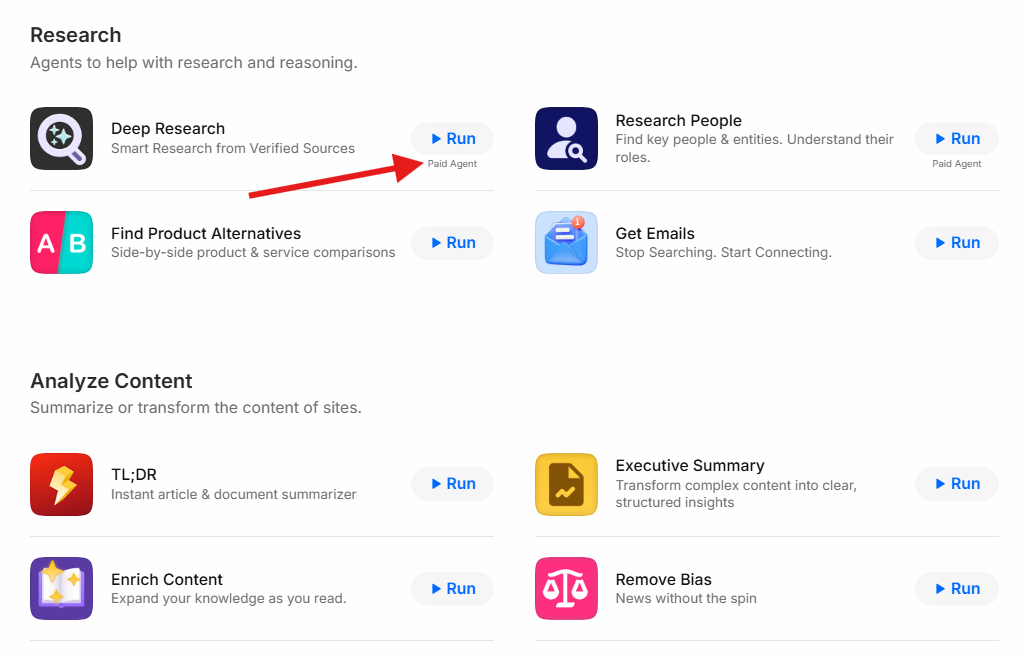 Research
Agents to help with research and reasoning.
Deep Research
Smart Research from Verified Sources
Run
Paid Agent
Research People
Find key people & entities. Understand their
roles.
Run
Paid Agent
A B
Find Product Alternatives
Side-by-side product & service comparisons
Run
1
Get Emails
Stop Searching. Start Connecting.
Run
Analyze Content
Summarize or transform the content of sites.
TL;DR
Instant article & document summarizer
Run
Executive Summary
Transform complex content into clear,
structured insights
Run
Enrich Content
Expand your knowledge as you read.
Run
Remove Bias
News without the spin
Run